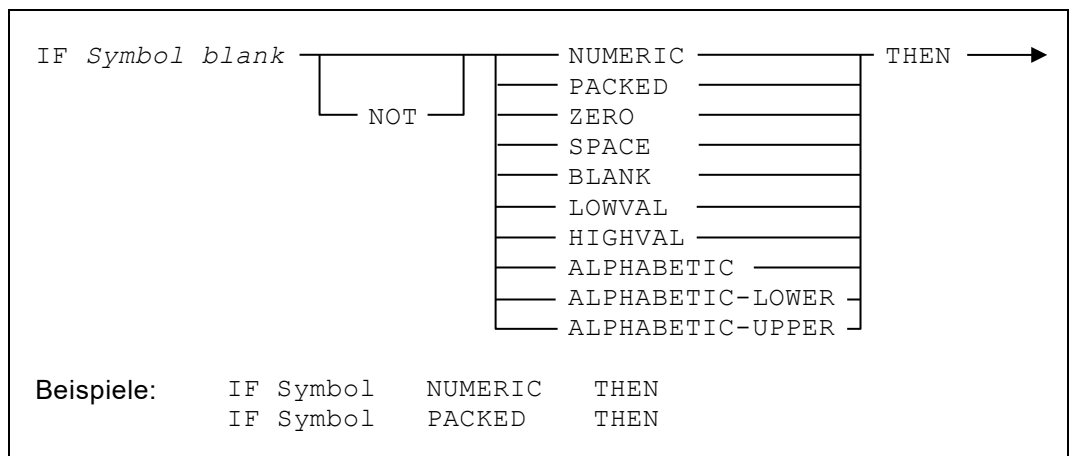 IF Symbol blank NUMERIC THEN
PACKED
NOT ZERO
SPACE
BLANK
LOWVAL
HIGHVAL
ALPHABETIC
ALPHABETIC-LOWER
ALPHABETIC-UPPER
Beispiele: IF Symbol NUMERIC THEN
IF Symbol PACKED THEN